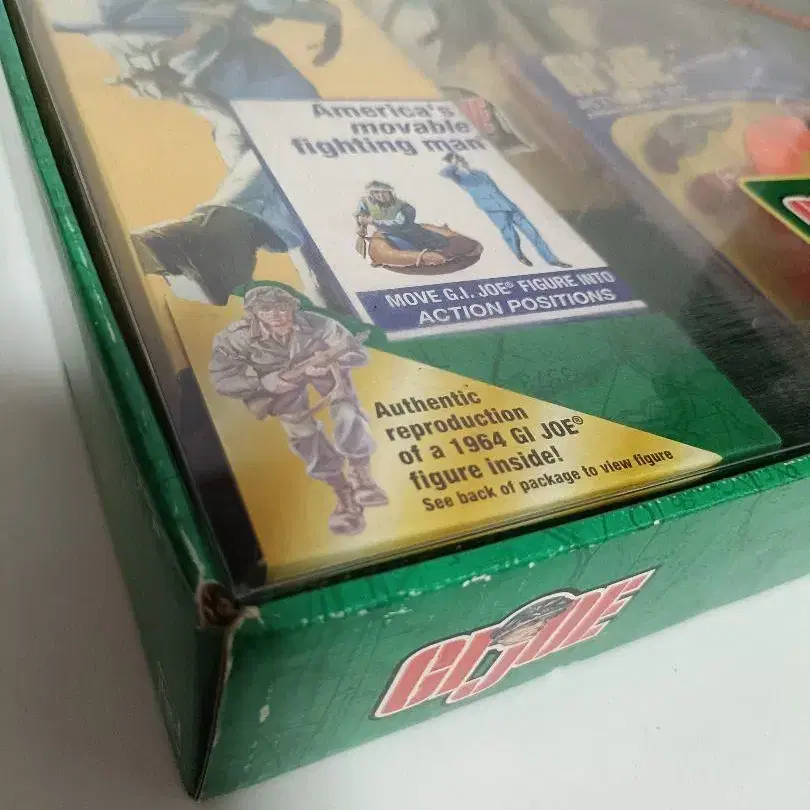 America's
movable
fighting man
MOVE G.I. JOE® FIGURE INTO
ACTION POSITIONS
Authentic
reproduction
of a 1964 GI JOE®
figure inside!
See back of package to view figure
GI JOE